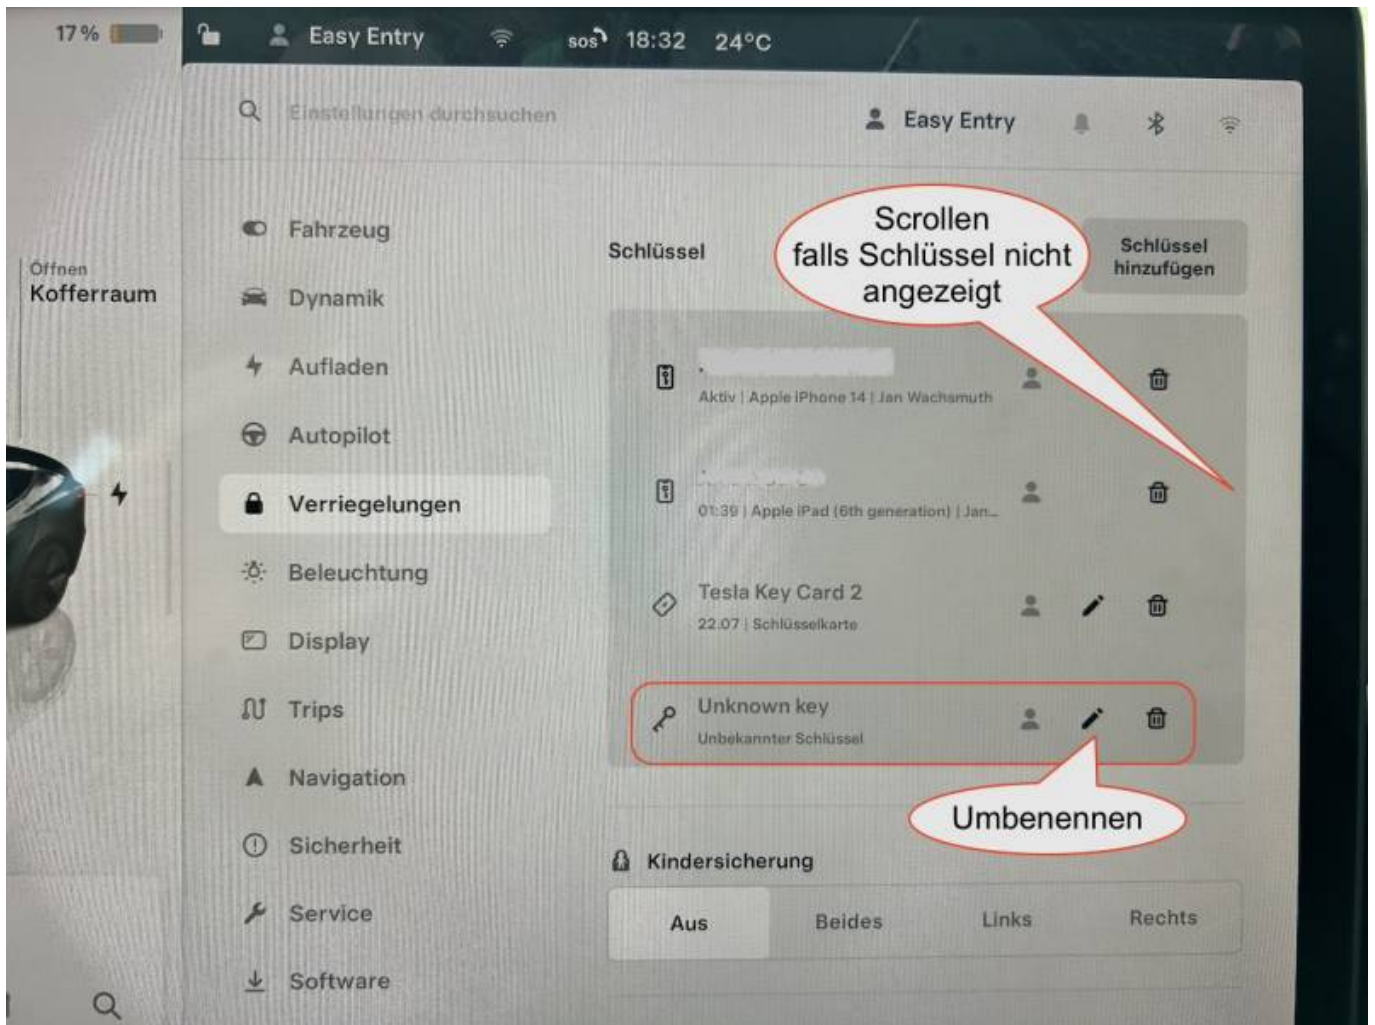 17 %
Easy Entry
sos
18:32
24°C
Einstellungen durchsuchen
Easy Entry
Öffnen
Kofferraum
Fahrzeug
Dynamik
Aufladen
Autopilot
Verriegelungen
Beleuchtung
Display
Trips
Navigation
Sicherheit
Service
Software
Schlüssel
Scrollen
falls Schlüssel nicht
angezeigt
Schlüssel
hinzufügen
Aktiv | Apple iPhone 14 | Jan Wachsmuth
01:39 | Apple iPad (6th generation) | Jan...
Tesla Key Card 2
22.07 | Schlüsselkarte
Unknown key
Unbekannter Schlüssel
Umbenennen
Kindersicherung
Aus
Beides
Links
Rechts